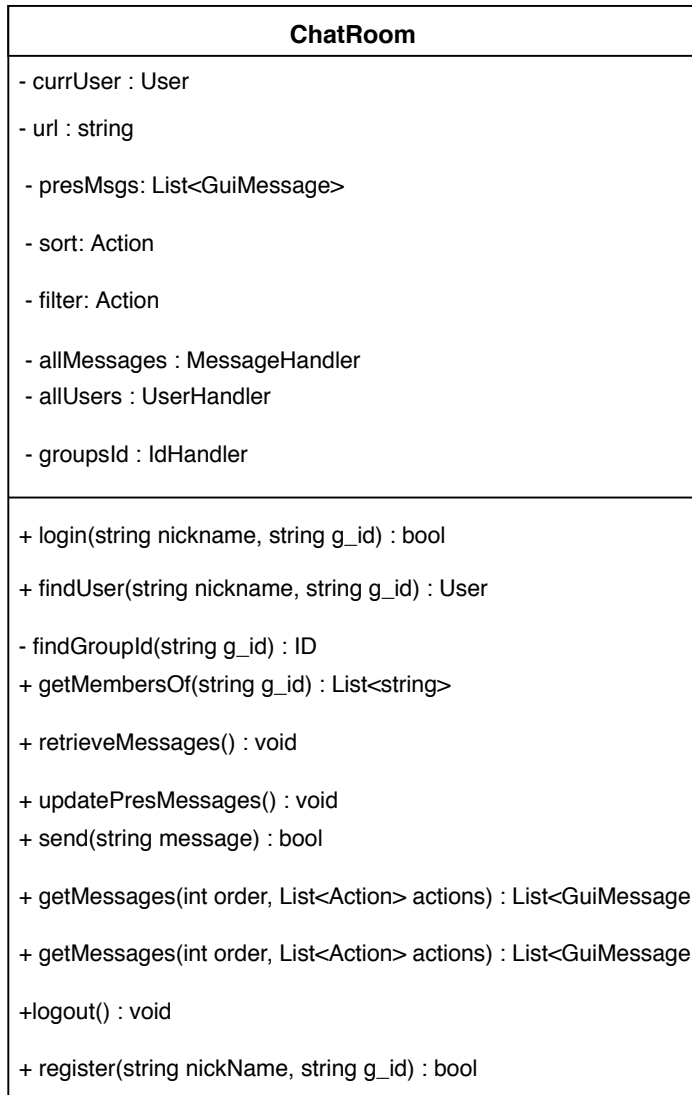 ChatRoom
- currUser : User
- url : string
- presMsgs: List<GuiMessage>
- sort: Action
- filter: Action
- allMessages : MessageHandler
- allUsers : UserHandler
- groupsId : IdHandler
+ login(string nickname, string g_id) : bool
+ findUser(string nickname, string g_id) : User
- findGroupId(string g_id) : ID
+ getMembersOf(string g_id) : List<string>
+ retrieveMessages() : void
+ updatePresMessages() : void
+ send(string message) : bool
+ getMessages(int order, List<Action> actions) : List<GuiMessage
+ getMessages(int order, List<Action> actions) : List<GuiMessage
+logout() : void
+ register(string nickName, string g_id) : bool